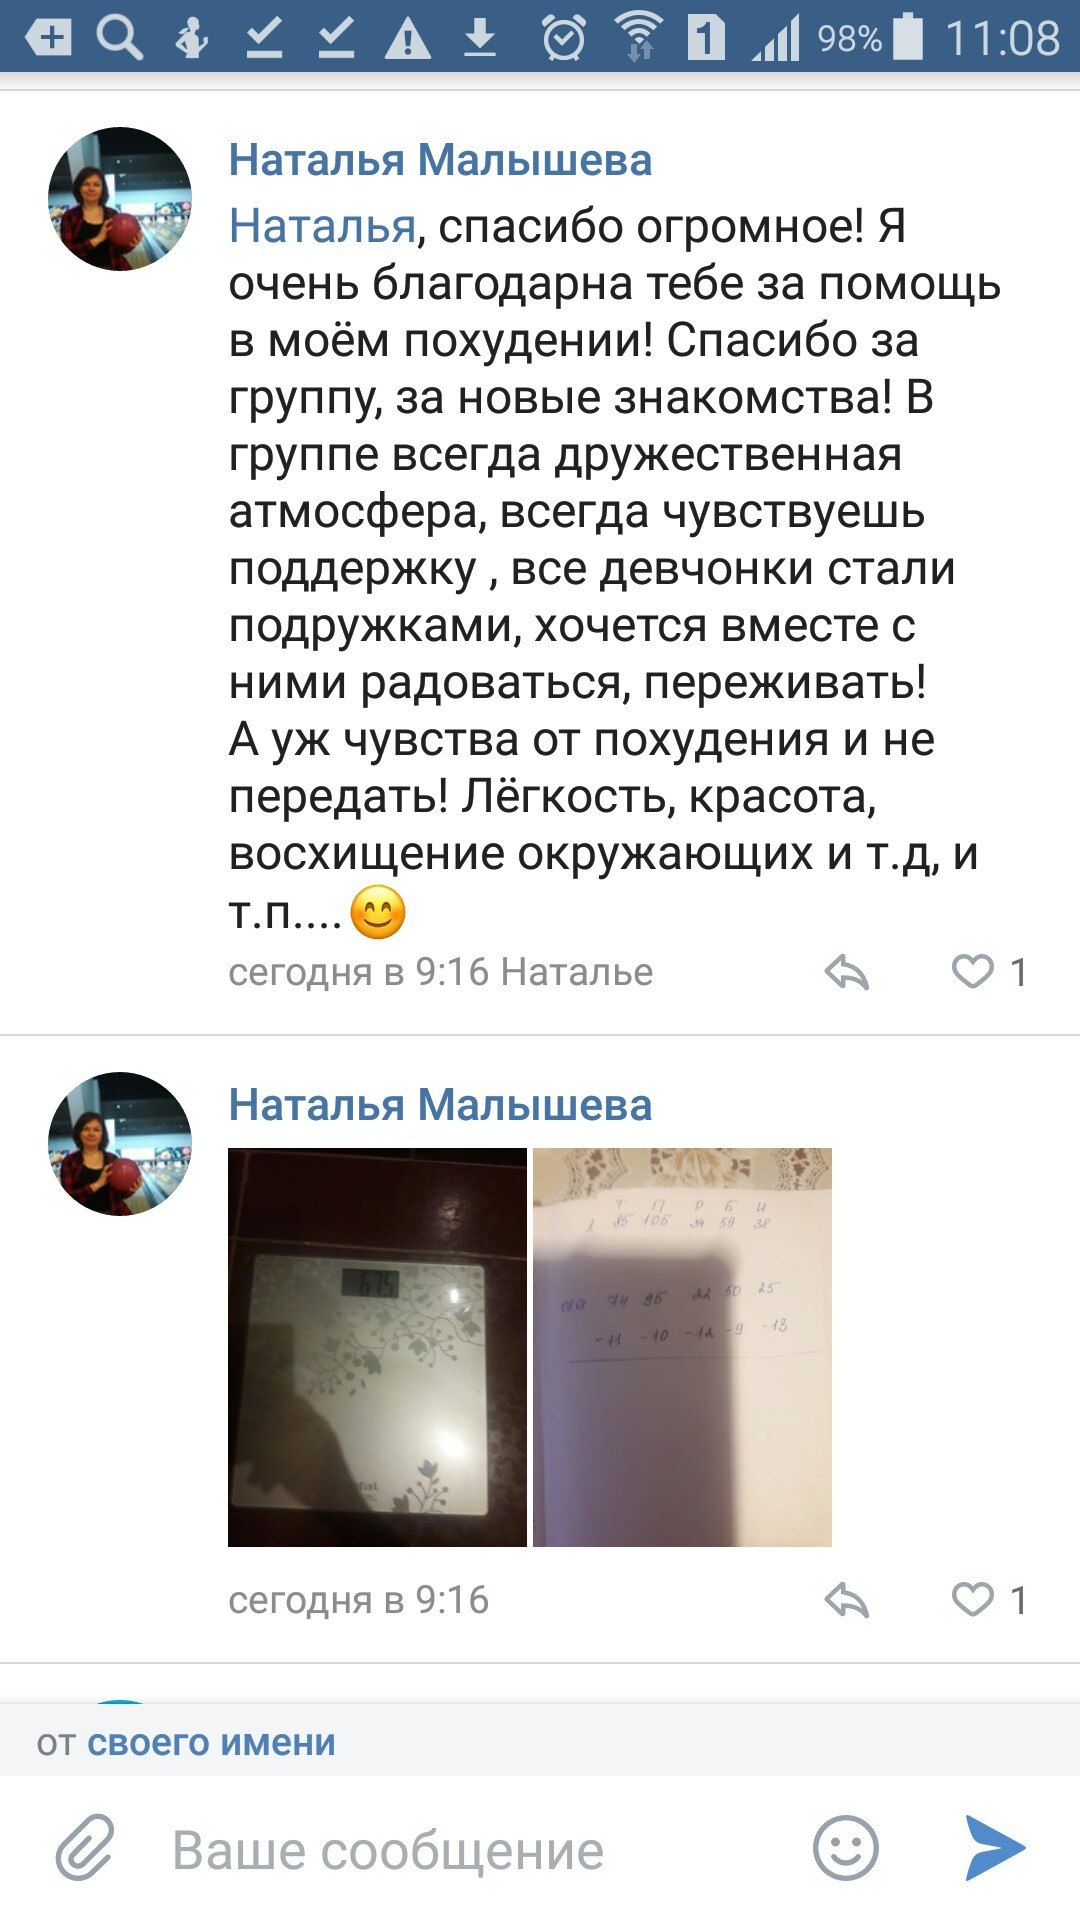 1
98%
11:08
Наталья Малышева
Наталья, спасибо огромное! Я
очень благодарна тебе за помощь
в моём похудении! Спасибо за
группу, за новые знакомства! В
группе всегда дружественная
атмосфера, всегда чувствуешь
поддержку , все девчонки стали
подружками, хочется вместе с
ними радоваться, переживать!
А уж чувства от похудения и не
передать! Лёгкость, красота,
восхищение окружающих и т.д, и
т.п....😊
сегодня в 9:16 Наталье
1
Наталья Малышева
67.5
Т П Р Б И
1 85 105 34 59 38
74 95 22 50 25
-11 -10 -12 -9 -13
сегодня в 9:16
1
от своего имени
Ваше сообщение